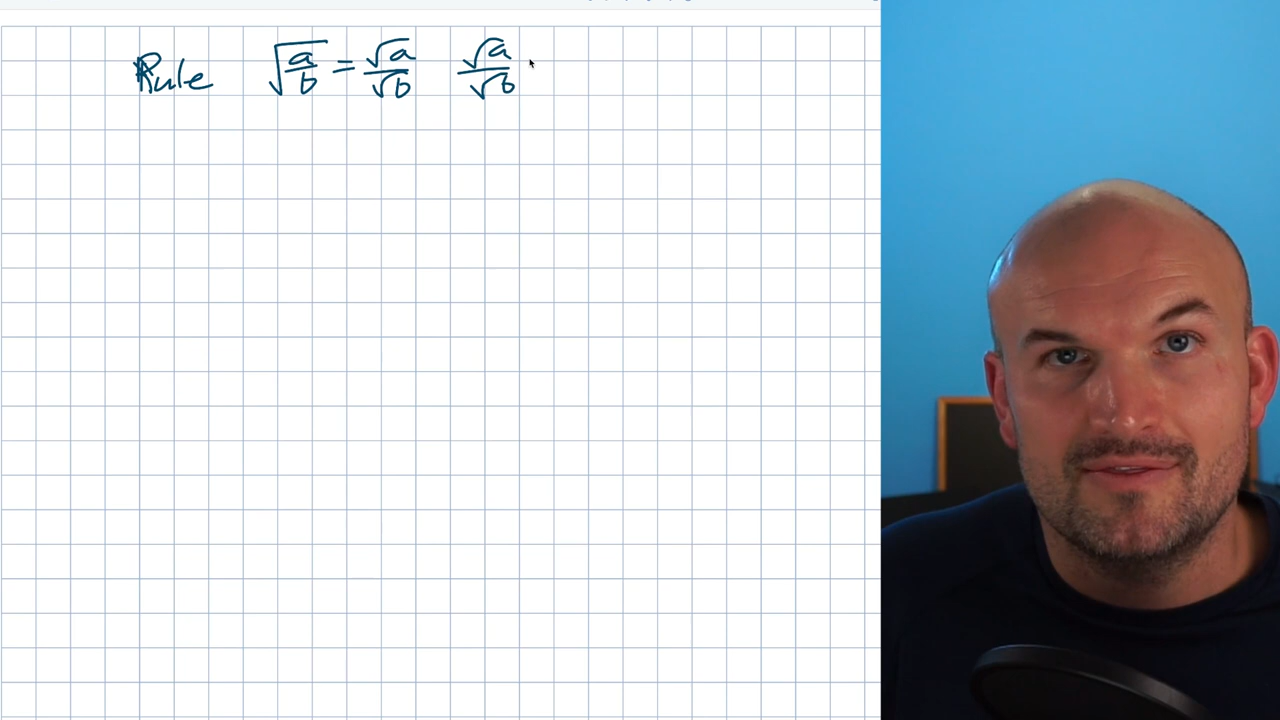 Rule √(a/b) = √a/√b √a/√b